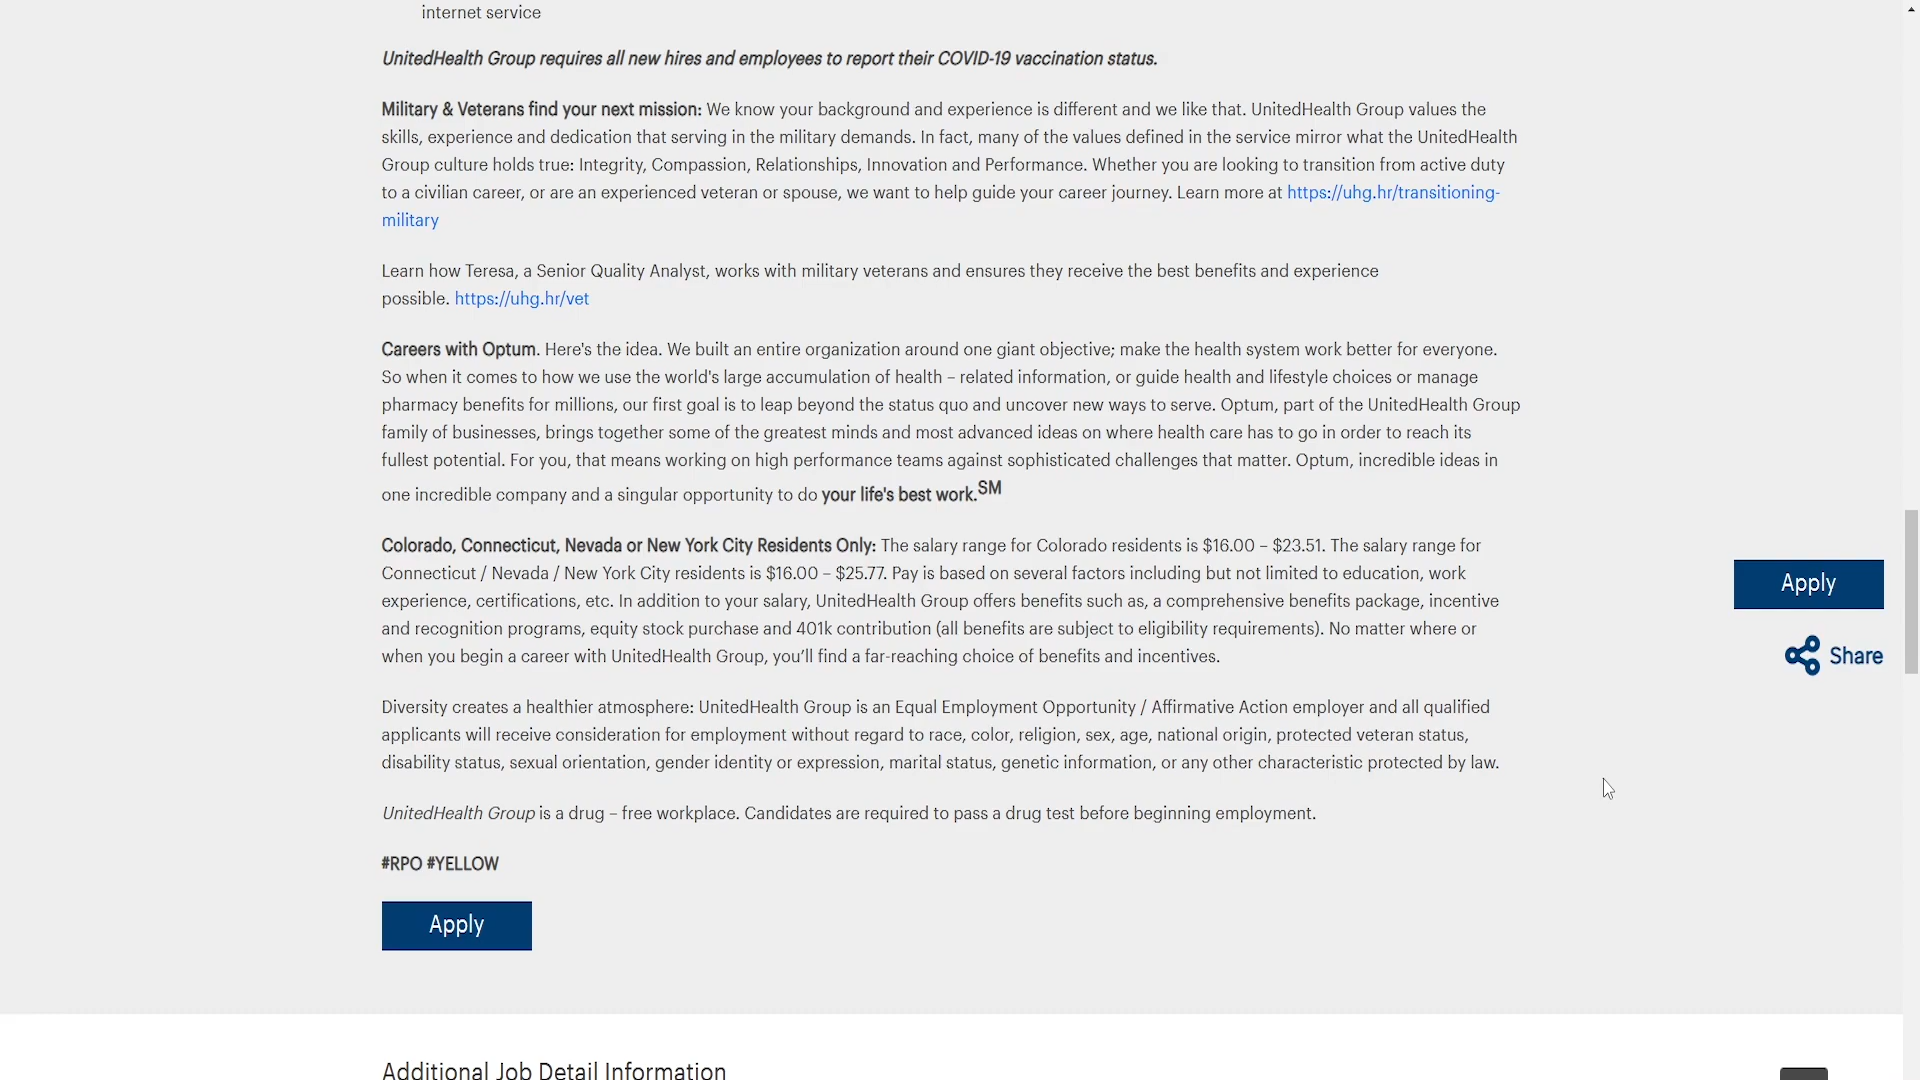 internet service
UnitedHealth Group requires all new hires and employees to report their COVID-19 vaccination status.
Military & Veterans find your next mission: We know your background and experience is different and we like that. UnitedHealth Group values the
skills, experience and dedication that serving in the military demands. In fact, many of the values defined in the service mirror what the UnitedHealth
Group culture holds true: Integrity, Compassion, Relationships, Innovation and Performance. Whether you are looking to transition from active duty
to a civilian career, or are an experienced veteran or spouse, we want to help guide your career journey. Learn more at https://uhg.hr/transitioning-
military
Learn how Teresa, a Senior Quality Analyst, works with military veterans and ensures they receive the best benefits and experience
possible. https://uhg.hr/vet
Careers with Optum. Here's the idea. We built an entire organization around one giant objective; make the health system work better for everyone.
So when it comes to how we use the world's large accumulation of health – related information, or guide health and lifestyle choices or manage
pharmacy benefits for millions, our first goal is to leap beyond the status quo and uncover new ways to serve. Optum, part of the UnitedHealth Group
family of businesses, brings together some of the greatest minds and most advanced ideas on where health care has to go in order to reach its
fullest potential. For you, that means working on high performance teams against sophisticated challenges that matter. Optum, incredible ideas in
one incredible company and a singular opportunity to do your life's best work.SM
Colorado, Connecticut, Nevada or New York City Residents Only: The salary range for Colorado residents is $16.00 – $23.51. The salary range for
Connecticut / Nevada / New York City residents is $16.00 – $25.77. Pay is based on several factors including but not limited to education, work
experience, certifications, etc. In addition to your salary, UnitedHealth Group offers benefits such as, a comprehensive benefits package, incentive
and recognition programs, equity stock purchase and 401k contribution (all benefits are subject to eligibility requirements). No matter where or
when you begin a career with UnitedHealth Group, you’ll find a far-reaching choice of benefits and incentives.
Apply
Share
Diversity creates a healthier atmosphere: UnitedHealth Group is an Equal Employment Opportunity / Affirmative Action employer and all qualified
applicants will receive consideration for employment without regard to race, color, religion, sex, age, national origin, protected veteran status,
disability status, sexual orientation, gender identity or expression, marital status, genetic information, or any other characteristic protected by law.
UnitedHealth Group is a drug – free workplace. Candidates are required to pass a drug test before beginning employment.
#RPO #YELLOW
Apply
Additional Job Detail Information